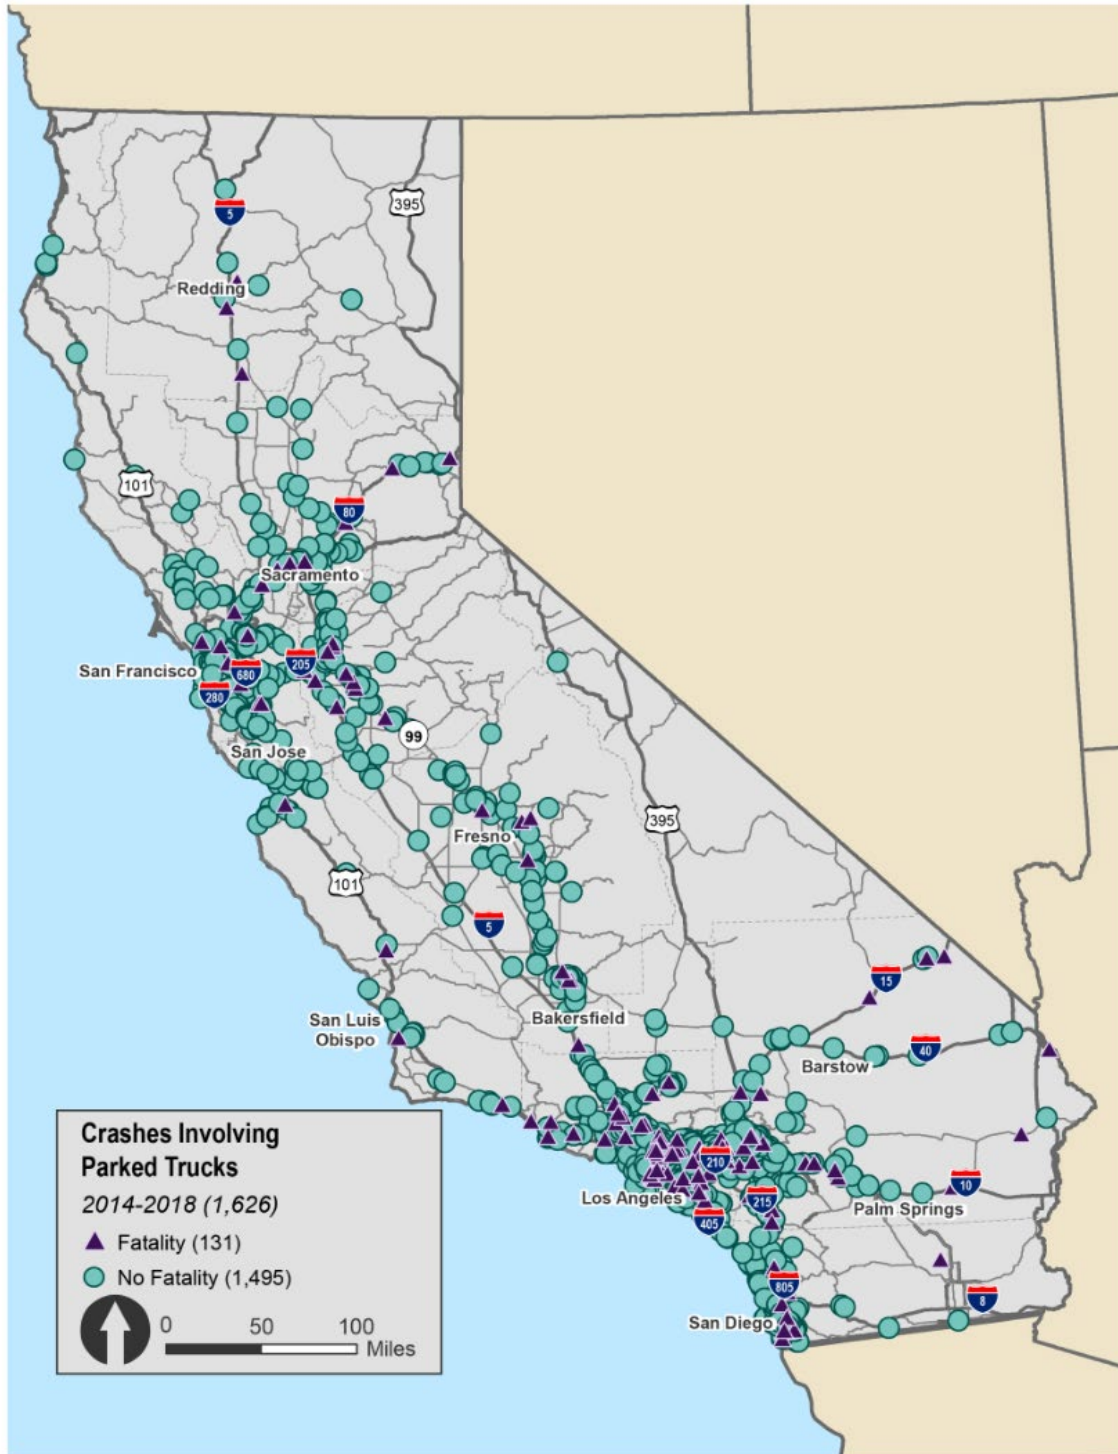 395
5
Redding
101
80
Sacramento
San Francisco
680
205
280
99
San Jose
395
Fresno
101
5
15
San Luis
Obispo
Bakersfield
40
Barstow
210
Los Angeles
215
10
Palm Springs
405
805
San Diego
8
Crashes Involving
Parked Trucks
2014-2018 (1,626)
Fatality (131)
No Fatality (1,495)
0 50 100
Miles